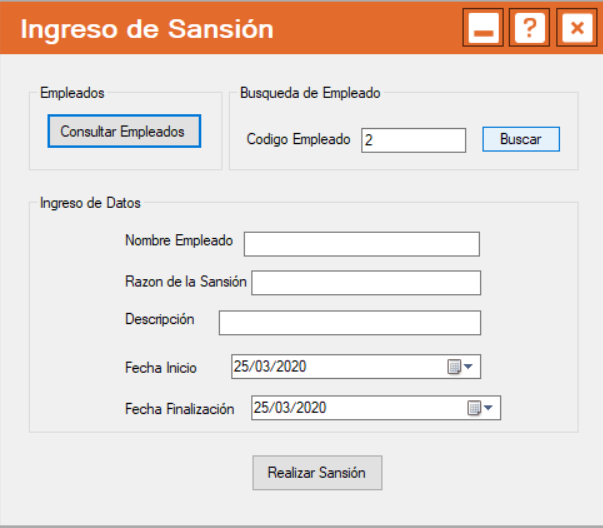 Ingreso de Sansión
?
Empleados
Consultar Empleados
Busqueda de Empleado
Codigo Empleado 2 Buscar
Ingreso de Datos
Nombre Empleado
Razon de la Sansión
Descripción
Fecha Inicio 25/03/2020
Fecha Finalización 25/03/2020
Realizar Sansión